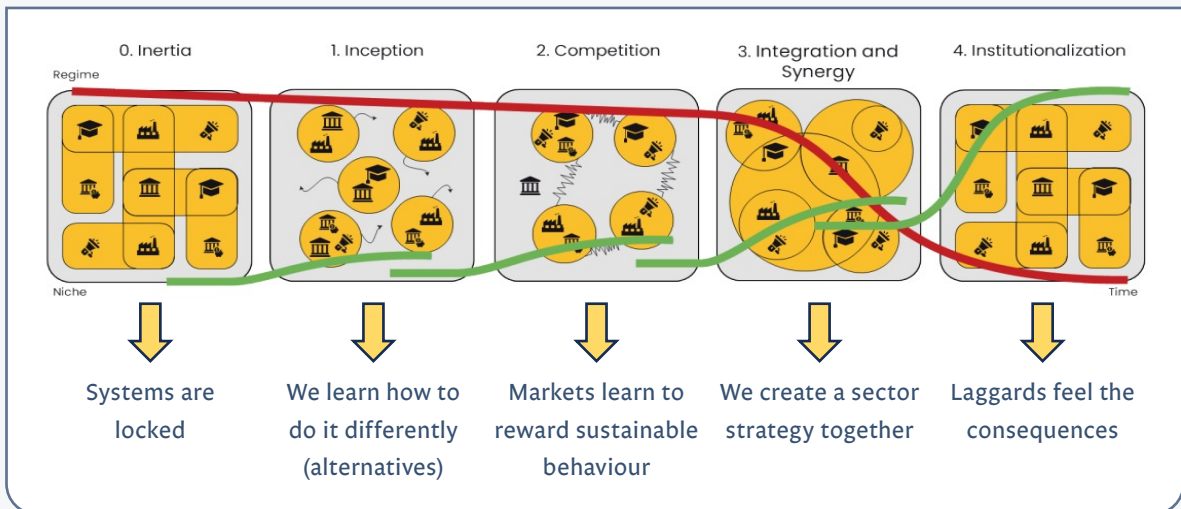 0. Inertia
1. Inception
2. Competition
3. Integration and
Synergy
4. Institutionalization
Regime
Niche
Time
Systems are
locked
We learn how to
do it differently
(alternatives)
Markets learn to
reward sustainable
behaviour
We create a sector
strategy together
Laggards feel the
consequences